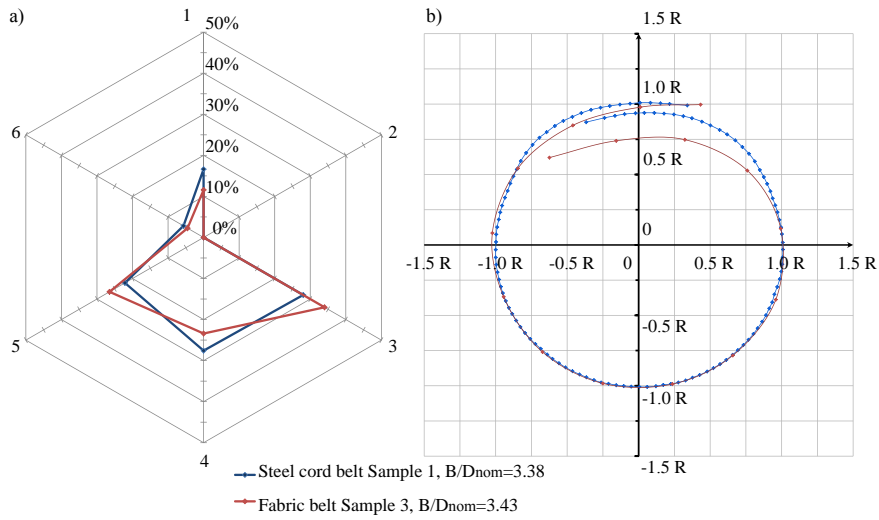 a)
1
50%
40%
30%
20%
10%
0%
6
2
5
3
4
b)
1.5 R
1.0 R
0.5 R
0
-1.5 R
-1.0 R
-0.5 R
0
0.5 R
1.0 R
1.5 R
-0.5 R
-1.0 R
-1.5 R
Steel cord belt Sample 1, B/Dnom=3.38
Fabric belt Sample 3, B/Dnom=3.43